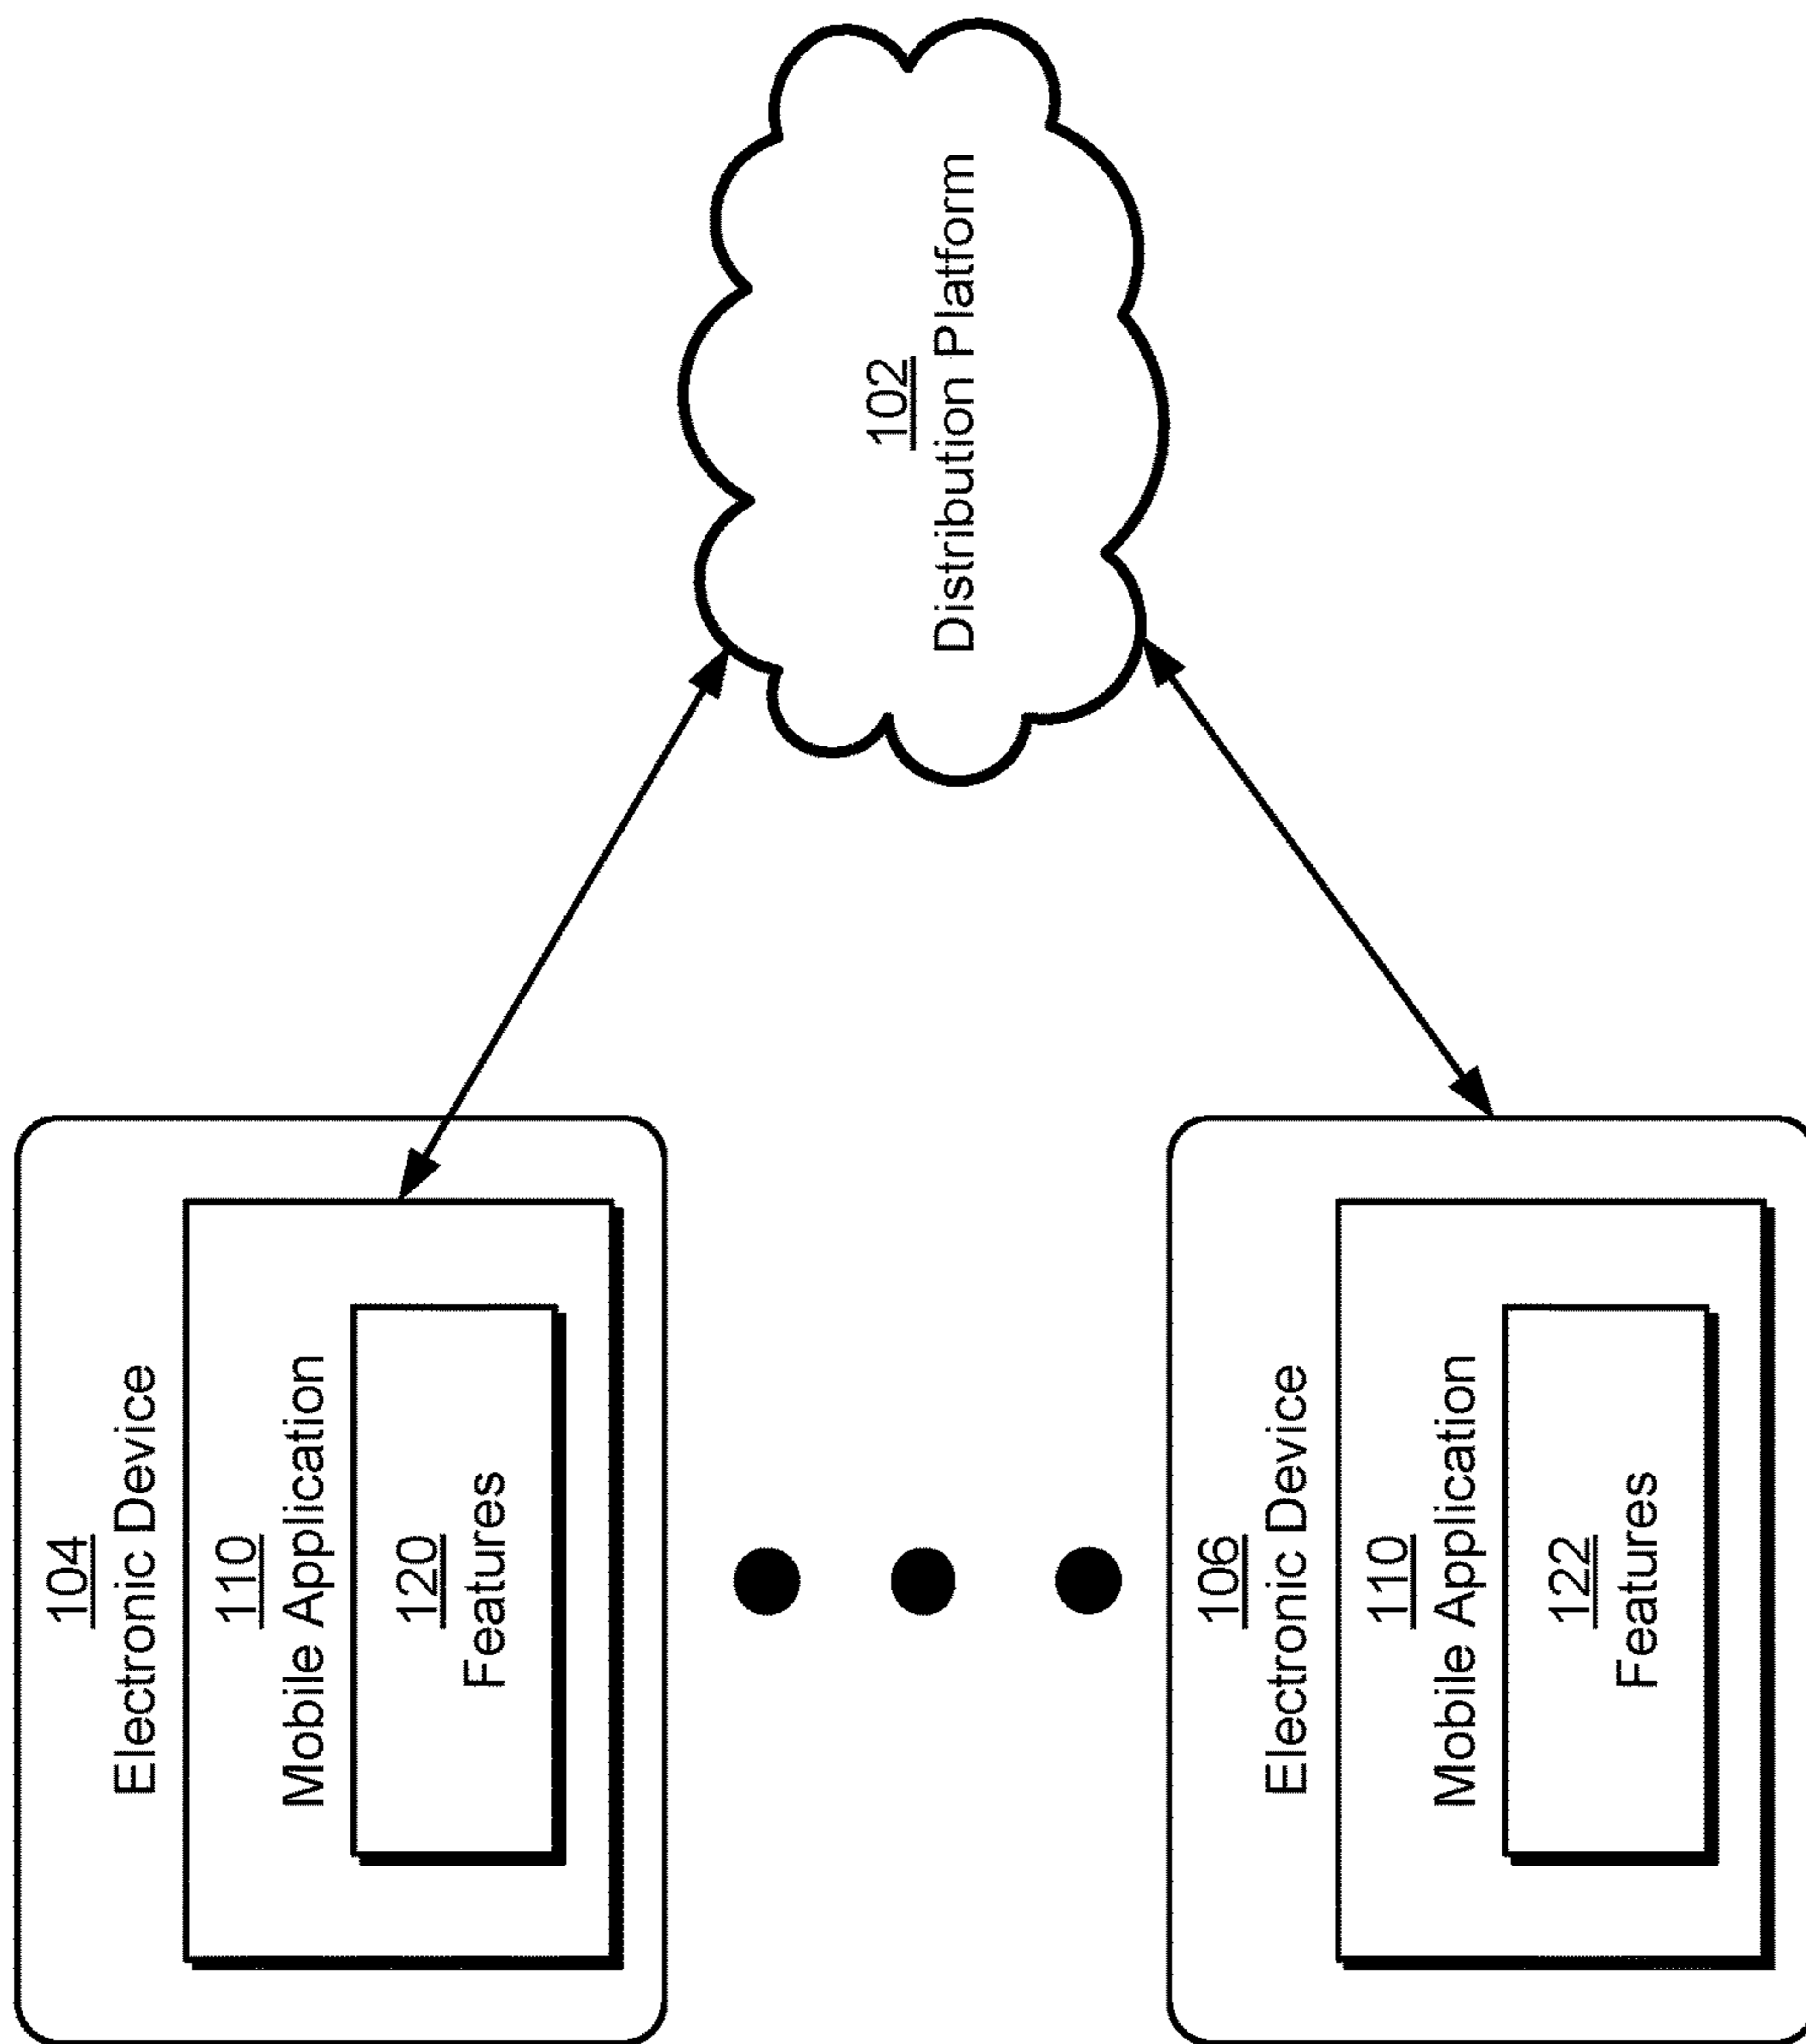 104
Electronic Device
110
Mobile Application
120
Features
106
Electronic Device
110
Mobile Application
122
Features
102
Distribution Platform